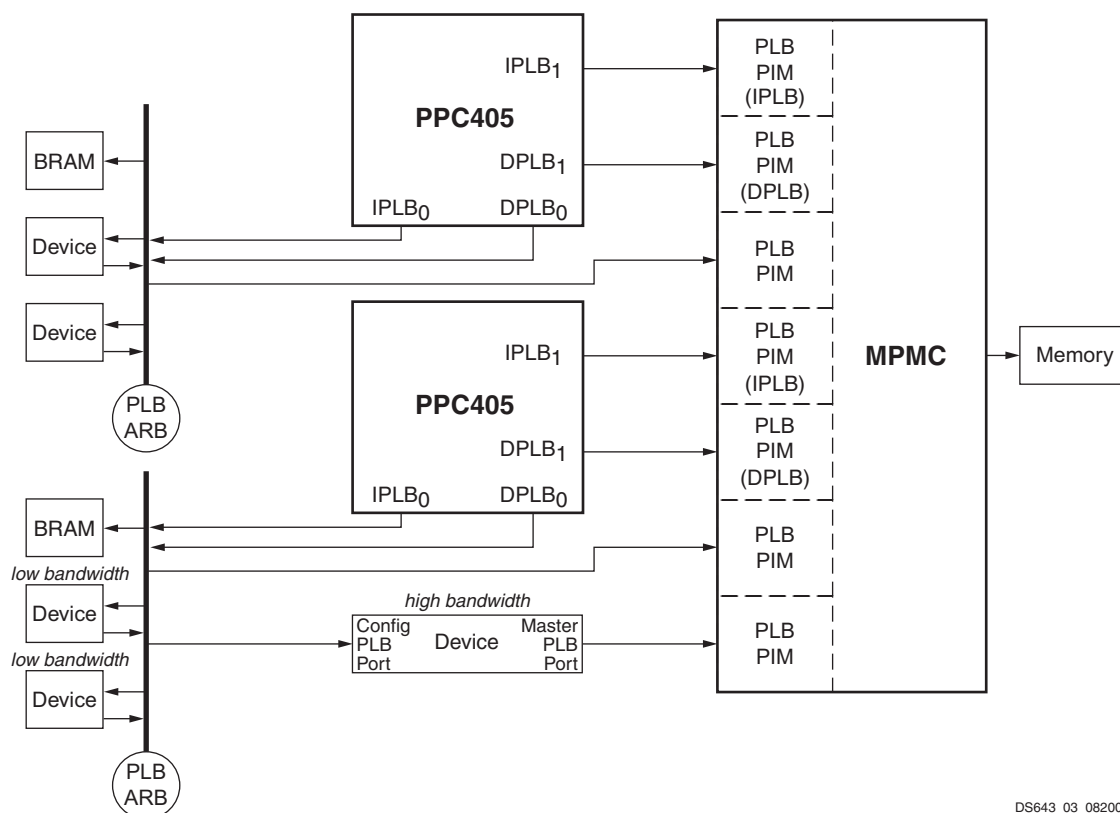 IPLB1
PPC405
DPLB1
IPLB0
DPLB0
BRAM
Device
Device
PLB
ARB
IPLB1
PPC405
DPLB1
IPLB0
DPLB0
BRAM
low bandwidth
Device
low bandwidth
Device
PLB
ARB
high bandwidth
Config
PLB
Port
Device
Master
PLB
Port
PLB
PIM
(IPLB)
PLB
PIM
(DPLB)
PLB
PIM
PLB
PIM
(IPLB)
PLB
PIM
(DPLB)
PLB
PIM
PLB
PIM
MPMC
Memory
DS643_03_08200